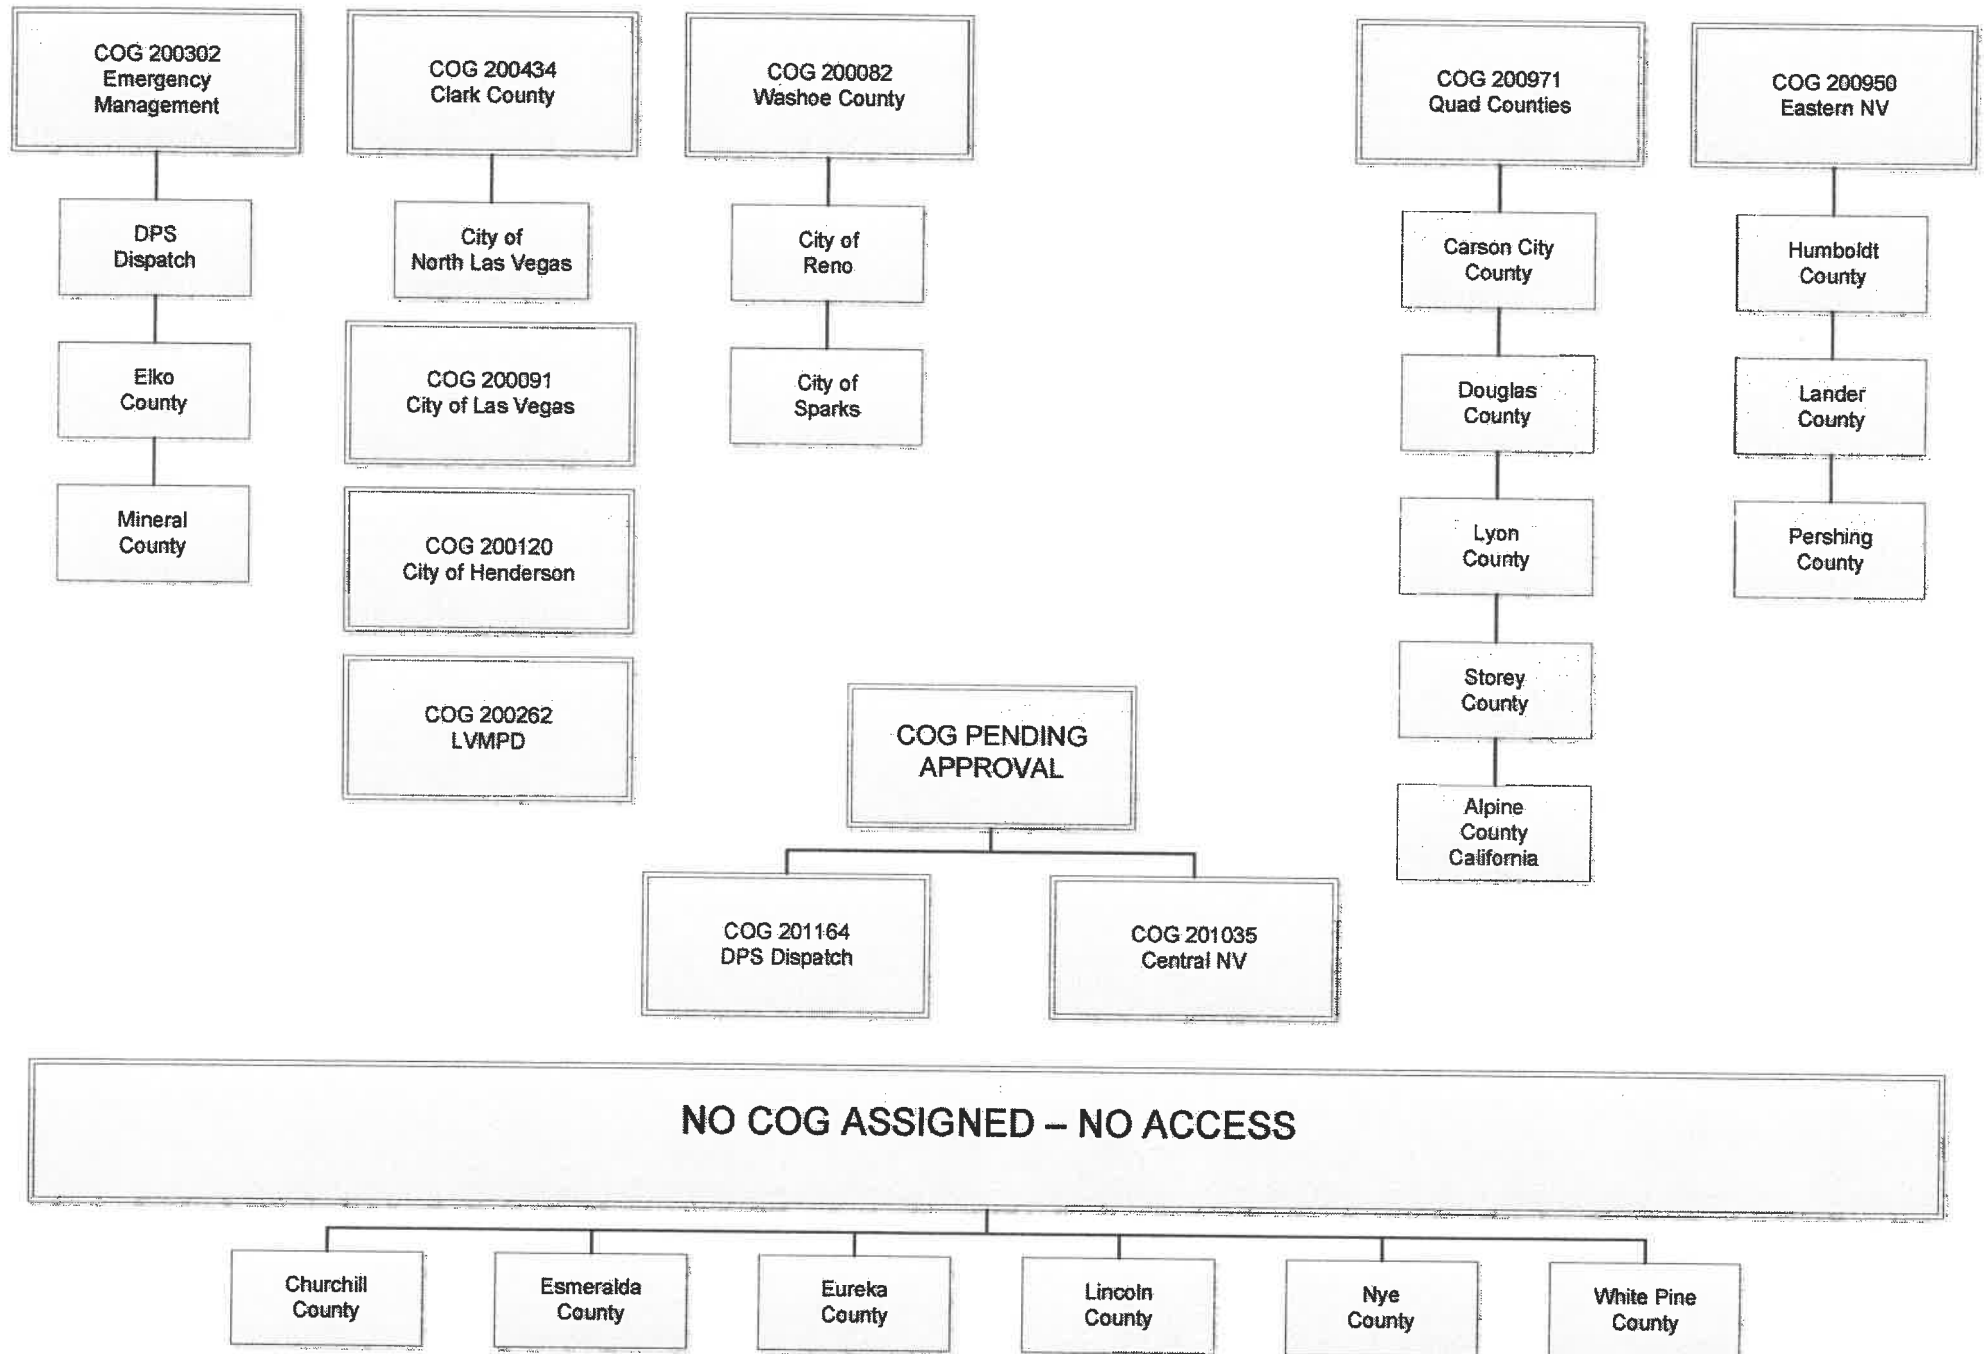 COG 200302
Emergency
Management
DPS
Dispatch
Elko
County
Mineral
County
COG 200434
Clark County
City of
North Las Vegas
COG 200091
City of Las Vegas
COG 200120
City of Henderson
COG 200262
LVMPD
COG 200082
Washoe County
City of
Reno
City of
Sparks
COG 200971
Quad Counties
Carson City
County
Douglas
County
Lyon
County
Storey
County
Alpine
County
California
COG 200950
Eastern NV
Humboldt
County
Lander
County
Pershing
County
COG PENDING
APPROVAL
COG 201164
DPS Dispatch
COG 201035
Central NV
NO COG ASSIGNED – NO ACCESS
Churchill
County
Esmeralda
County
Eureka
County
Lincoln
County
Nye
County
White Pine
County